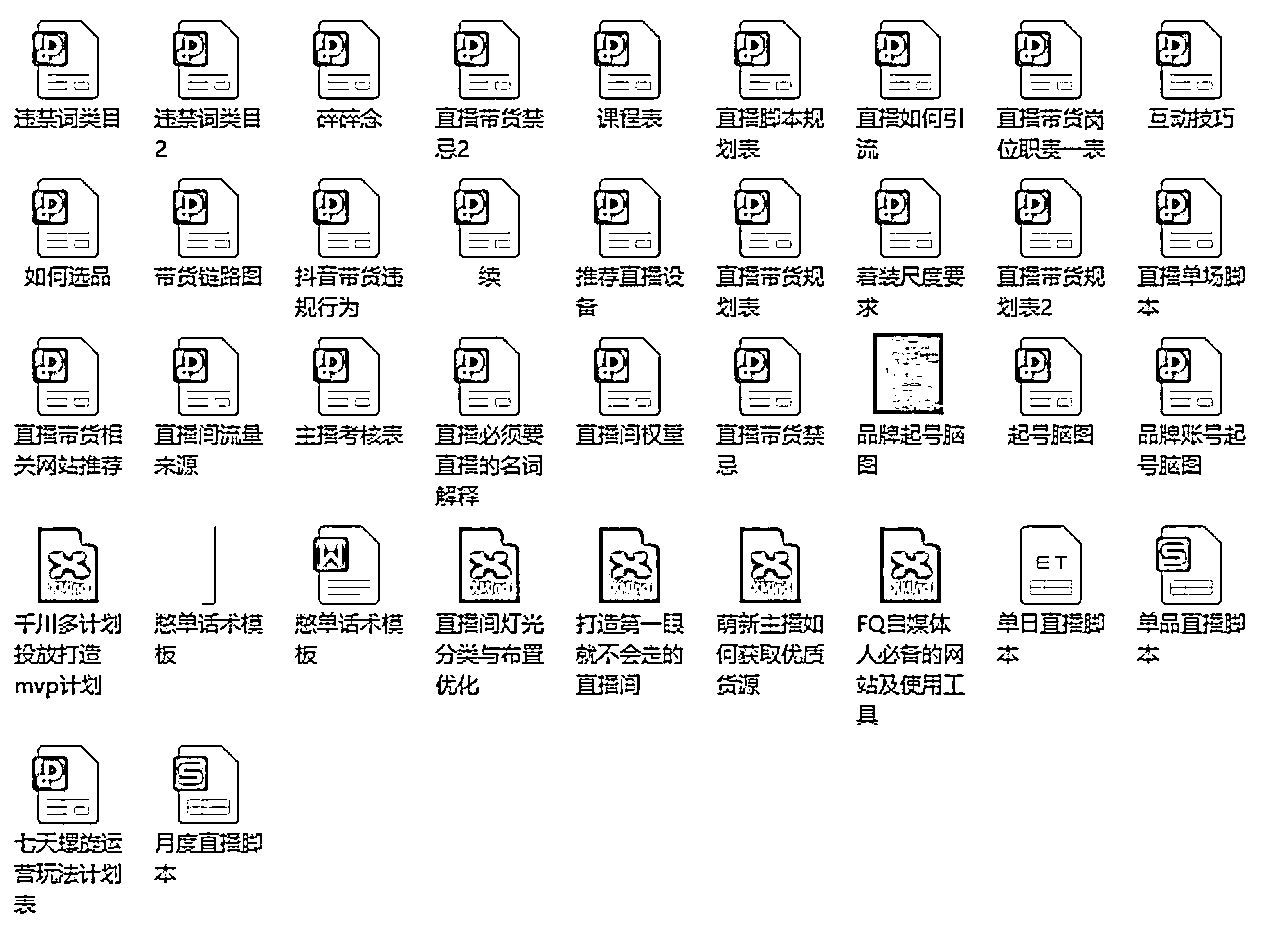 违禁词类目
违禁词类目
2
碎碎念
直播带货禁
忌2
课程表
直播脚本规
划表
直播如何引
流
直播带货岗
位职责一表
互动技巧
如何选品
带货链路图
抖音带货违
规行为
续
推荐直播设
备
直播带货规
划表
着装尺度要
求
直播带货规
划表2
直播单场脚
本
直播带货相
关网站推荐
直播间流量
来源
主播考核表
直播必须要
直播的名词
解释
直播间权重
直播带货禁
忌
品牌起号脑
图
起号脑图
品牌账号起
号脑图
千川多计划
投放打造
mvp计划
憋单话术模
板
憋单话术模
板
直播间灯光
分类与布置
优化
打造第一眼
就不会走的
直播间
萌新主播如
何获取优质
货源
FQ自媒体
人必备的网
站及使用工
具
ET
单日直播脚
本
单品直播脚
本
七天螺旋运
营玩法计划
表
月度直播脚
本